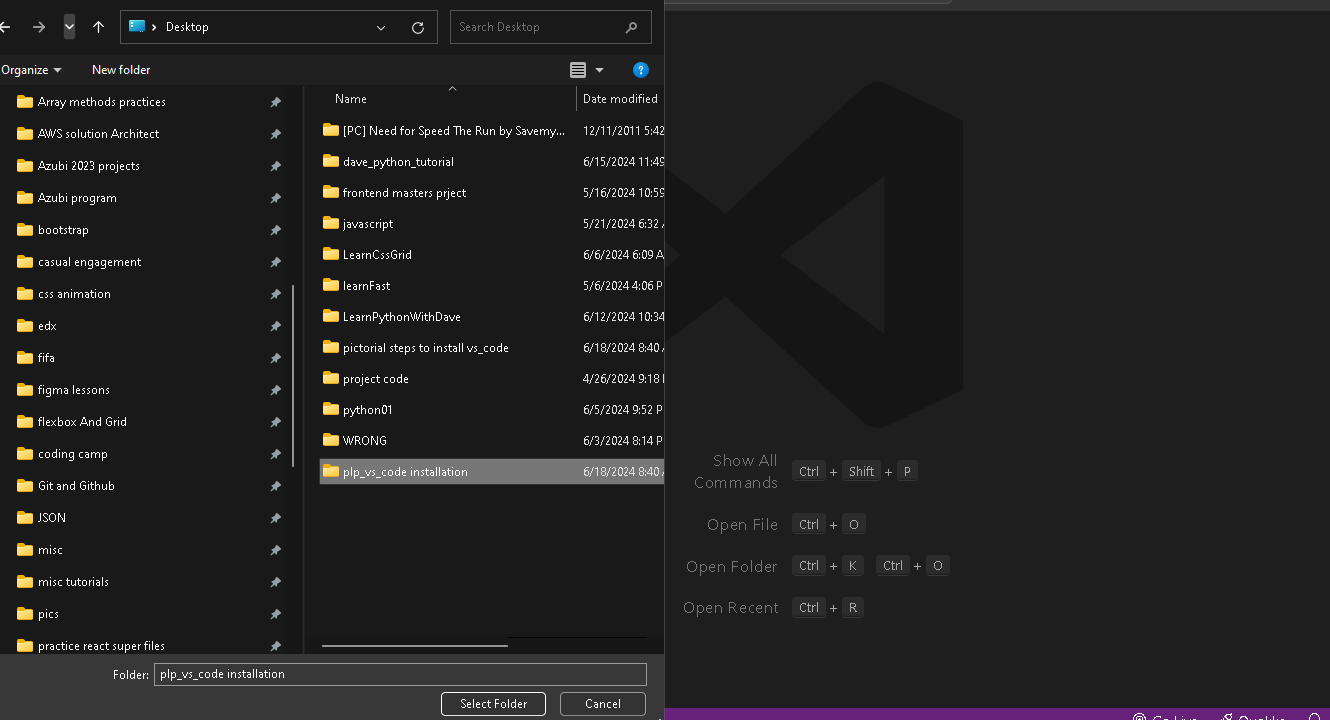 Desktop
Search Desktop
Organize
New folder
?
Array methods practices
AWS solution Architect
Azubi 2023 projects
Azubi program
bootstrap
casual engagement
css animation
edx
fifa
figma lessons
flexbox And Grid
coding camp
Git and Github
JSON
misc
misc tutorials
pics
practice react super files
Name Date modified
[PC] Need for Speed The Run by Savemy... 12/11/2011 5:42
dave_python_tutorial 6/15/2024 11:49
frontend masters prject 5/16/2024 10:59
javascript 5/21/2024 6:32
LearnCssGrid 6/6/2024 6:09 A
learnFast 5/6/2024 4:06 P
LearnPythonWithDave 6/12/2024 10:34
pictorial steps to install vs_code 6/18/2024 8:40
project code 4/26/2024 9:18
python01 6/5/2024 9:52 P
WRONG 6/3/2024 8:14 P
plp_vs_code installation 6/18/2024 8:40
Folder: plp_vs_code installation
Select Folder Cancel
Show All
Commands Ctrl + Shift + P
Open File Ctrl + O
Open Folder Ctrl + K Ctrl + O
Open Recent Ctrl + R
Go Live